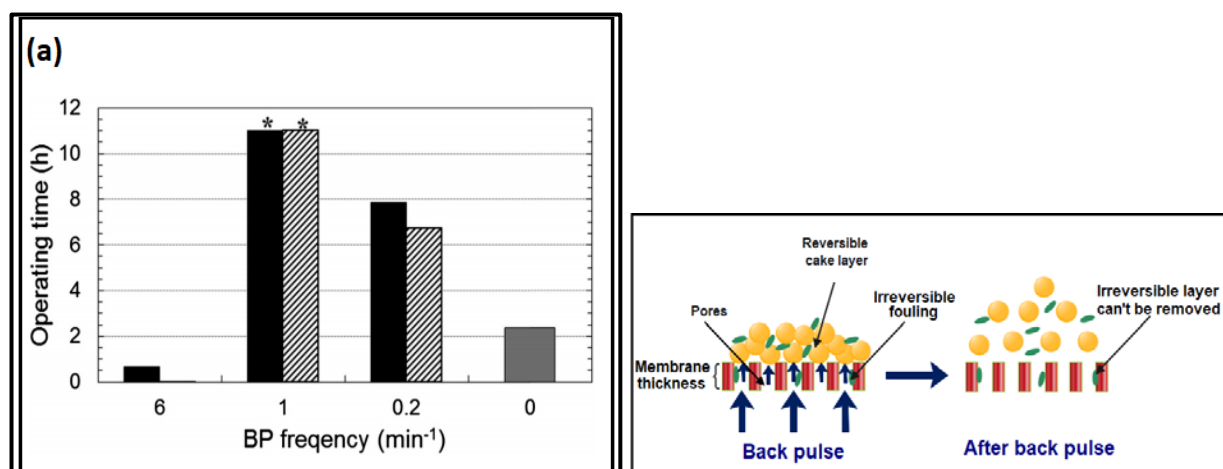 (a)
12
10
8
6
4
2
0
Operating time (h)
* *
6 1 0.2 0
BP freqency (min⁻¹)
Reversible
cake layer
Pores
Irreversible
fouling
Membrane
thickness
Back pulse
Irreversible layer
can't be removed
After back pulse